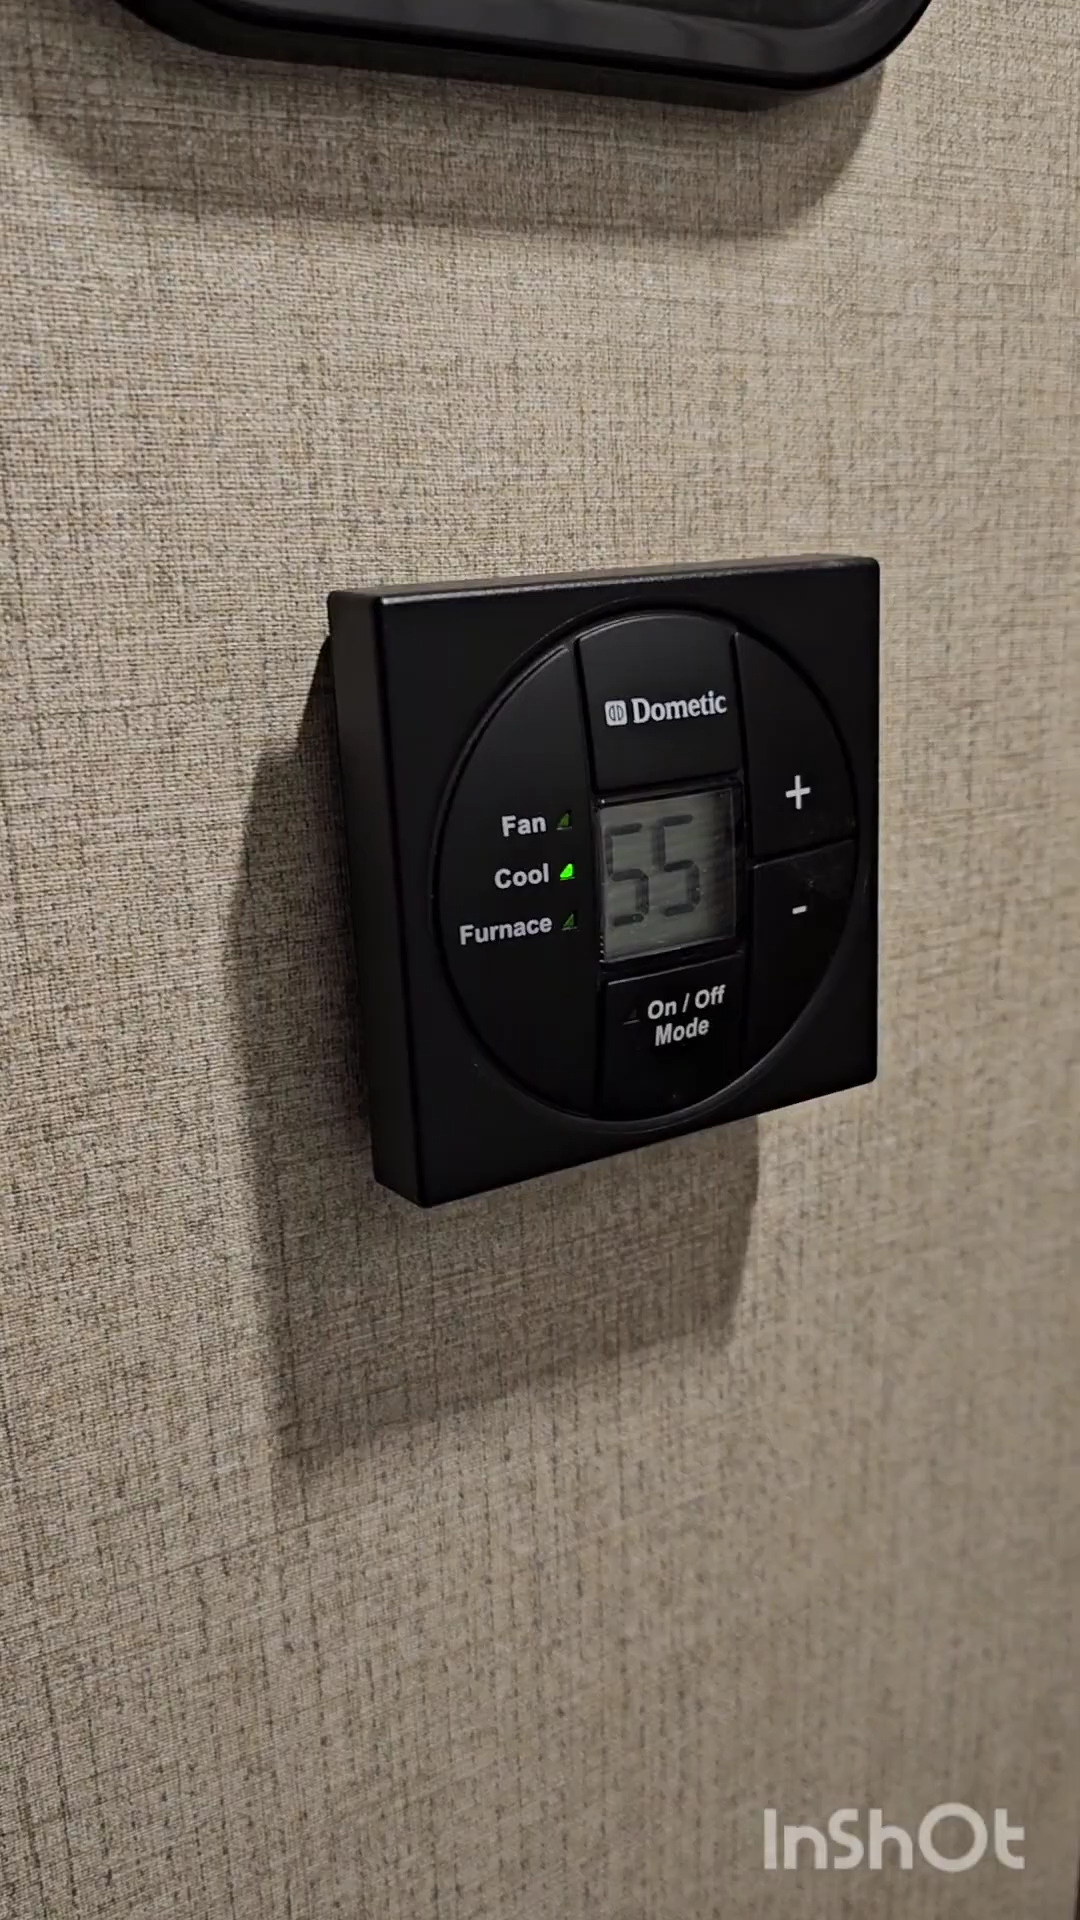 Dometic
+
Fan
Cool
55
Furnace
-
On / Off
Mode
InShOt